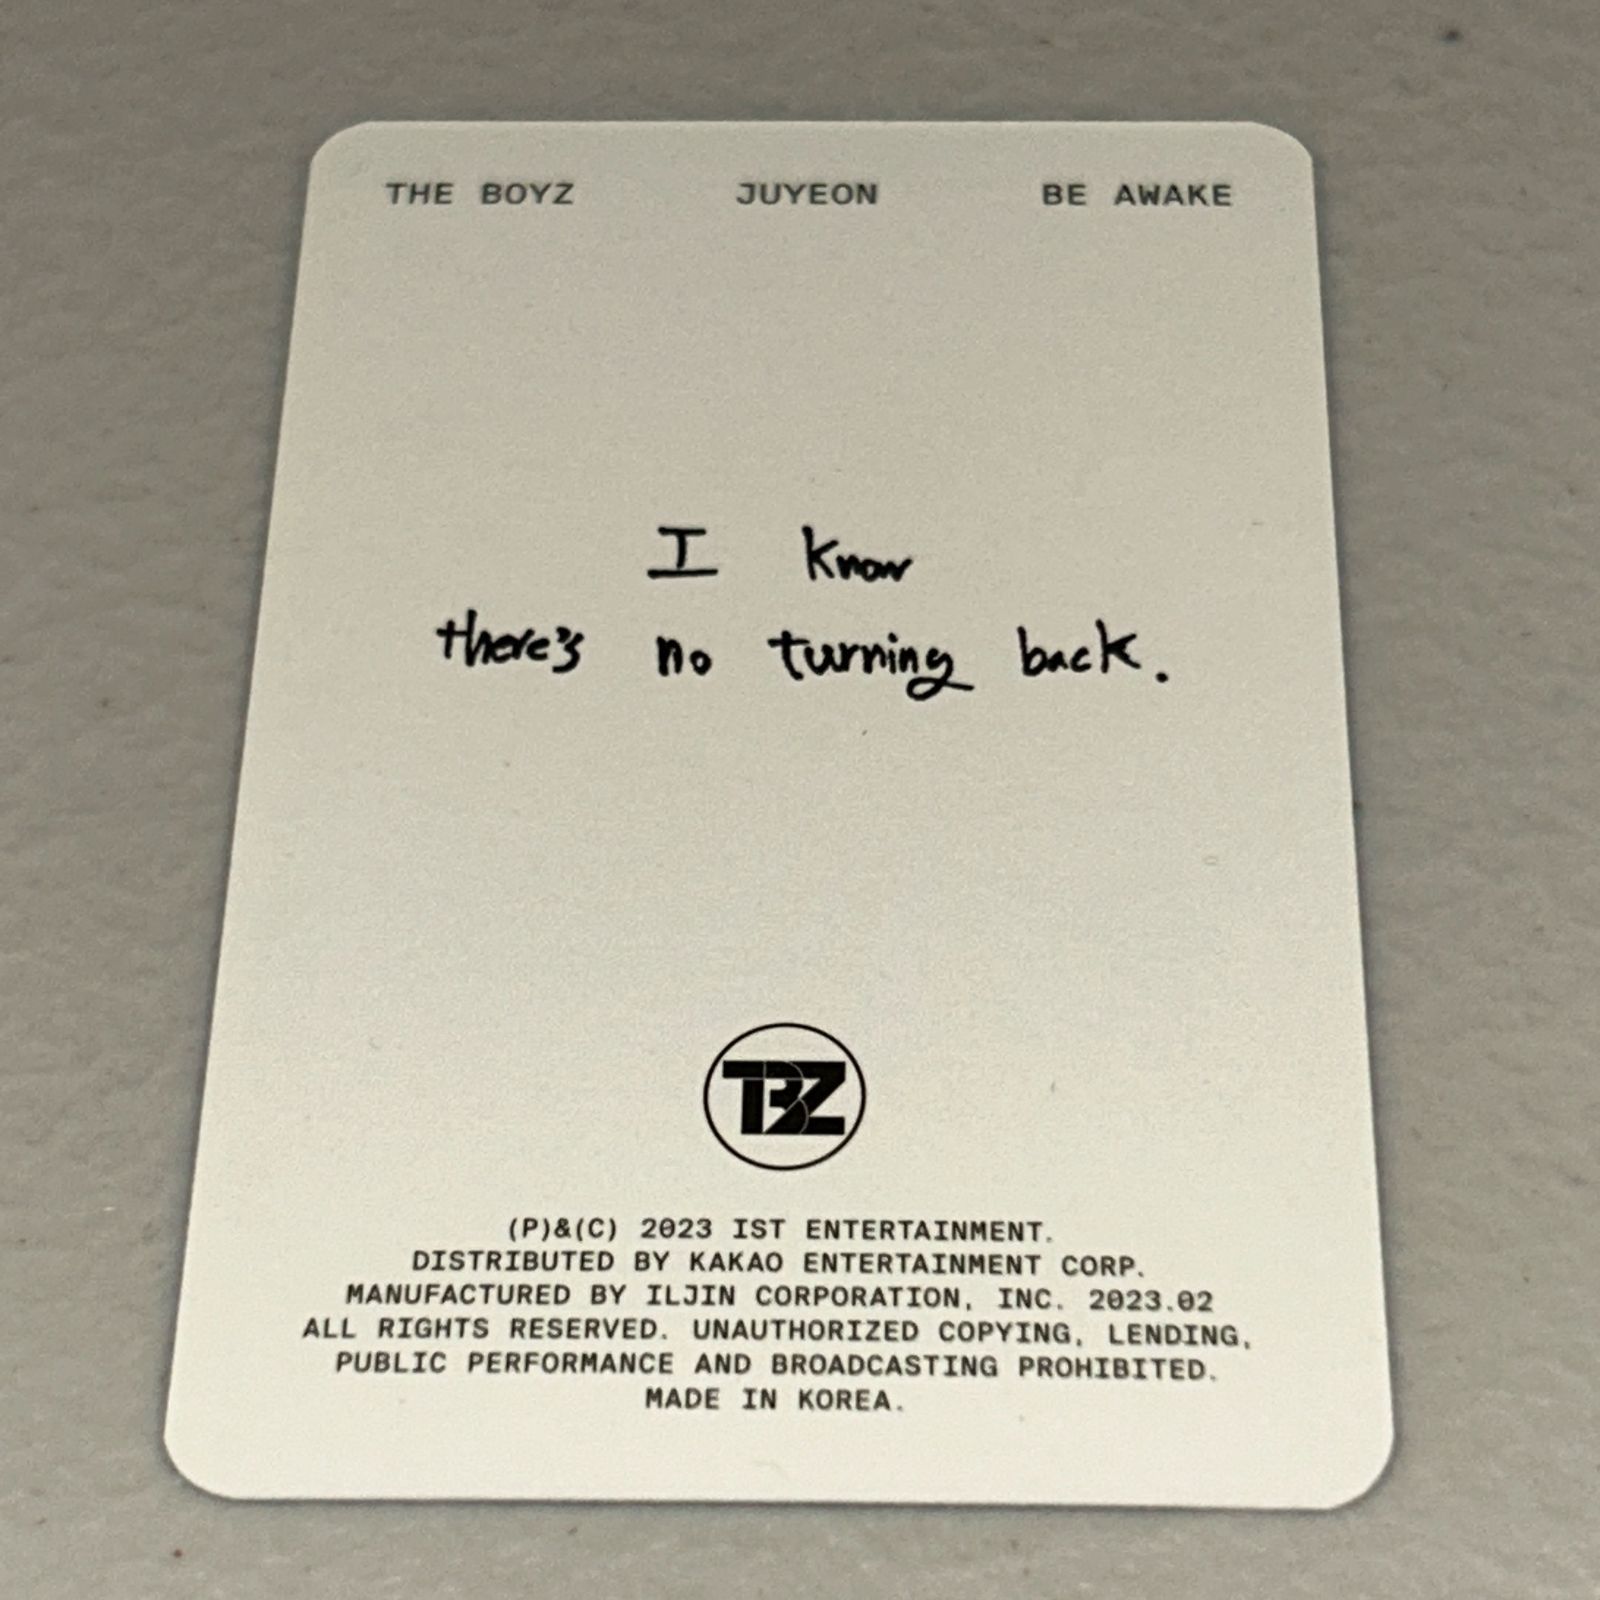 THE BOYZ JUYEON BE AWAKE
I know
there's no turning back.
TBZ
(P)&(C) 2023 IST ENTERTAINMENT.
DISTRIBUTED BY KAKAO ENTERTAINMENT CORP.
MANUFACTURED BY ILJIN CORPORATION, INC. 2023.02
ALL RIGHTS RESERVED. UNAUTHORIZED COPYING, LENDING,
PUBLIC PERFORMANCE AND BROADCASTING PROHIBITED.
MADE IN KOREA.